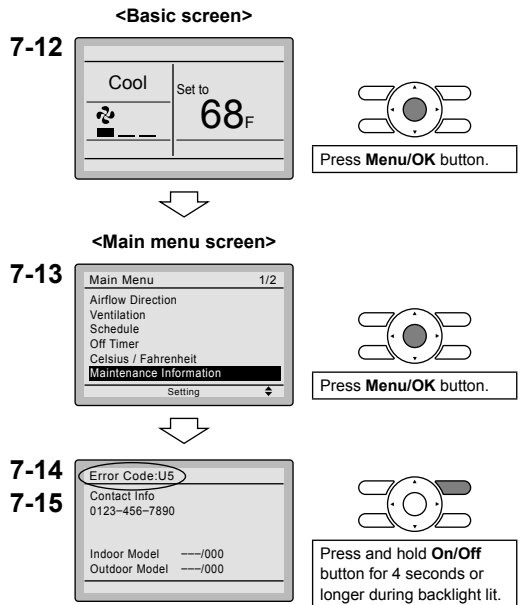 <Basic screen>
7-12
Cool
Set to
68F
Press Menu/OK button.
<Main menu screen>
7-13
Main Menu 1/2
Airflow Direction
Ventilation
Schedule
Off Timer
Celsius / Fahrenheit
Maintenance Information
Setting
Press Menu/OK button.
7-14
7-15
Error Code:U5
Contact Info
0123–456–7890
Indoor Model –––/000
Outdoor Model –––/000
Press and hold On/Off
button for 4 seconds or
longer during backlight lit.